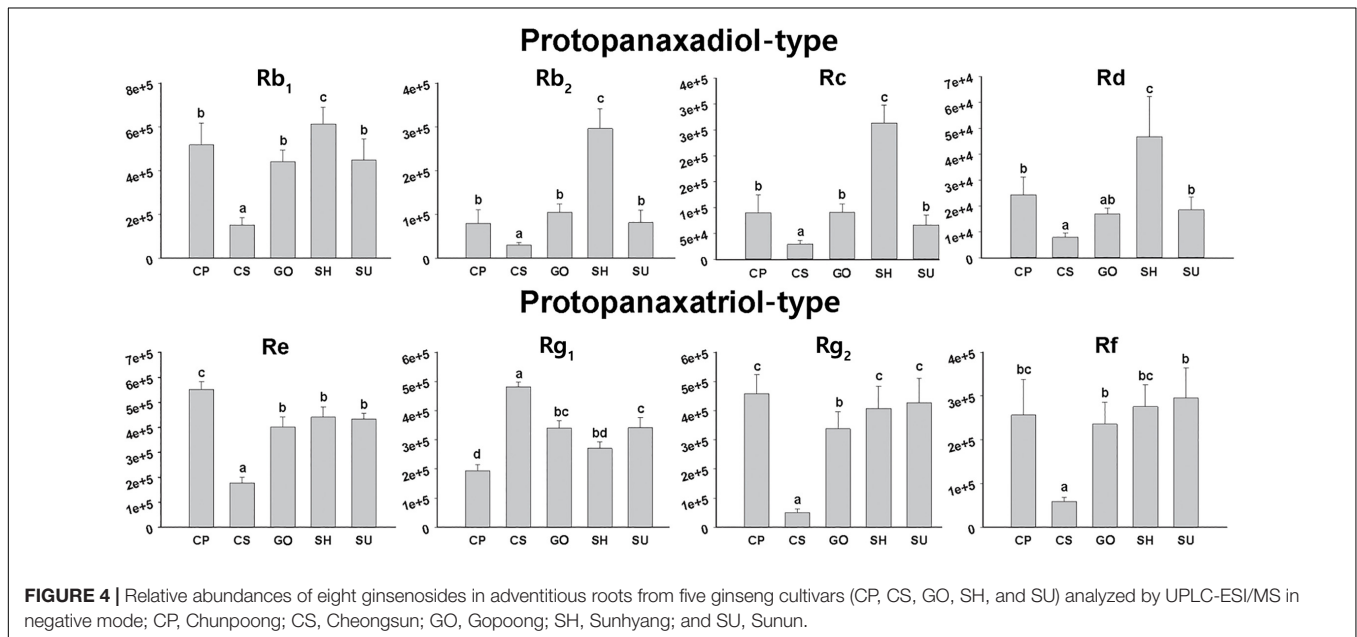 Protopanaxadiol-type
Rb1 Rb2 Rc Rd
8e+5
6e+5
4e+5
2e+5
0
b a b c b
CP CS GO SH SU
4e+5
3e+5
2e+5
1e+5
0
b a b c b
CP CS GO SH SU
4e+5
3e+5
3e+5
2e+5
2e+5
1e+5
5e+4
0
b a b c b
CP CS GO SH SU
7e+4
6e+4
5e+4
4e+4
3e+4
2e+4
1e+4
0
b a ab c b
CP CS GO SH SU
Protopanaxatriol-type
Re Rg1 Rg2 Rf
7e+5
6e+5
5e+5
4e+5
3e+5
2e+5
1e+5
0
c a b b b
CP CS GO SH SU
6e+5
5e+5
4e+5
3e+5
2e+5
1e+5
0
d a bc bd c
CP CS GO SH SU
6e+5
5e+5
4e+5
3e+5
2e+5
1e+5
0
c a b c c
CP CS GO SH SU
4e+5
3e+5
2e+5
1e+5
0
bc a b bc b
CP CS GO SH SU
FIGURE 4 | Relative abundances of eight ginsenosides in adventitious roots from five ginseng cultivars (CP, CS, GO, SH, and SU) analyzed by UPLC-ESI/MS in
negative mode; CP, Chunpoong; CS, Cheongsun; GO, Gopoong; SH, Sunhyang; and SU, Sunun.